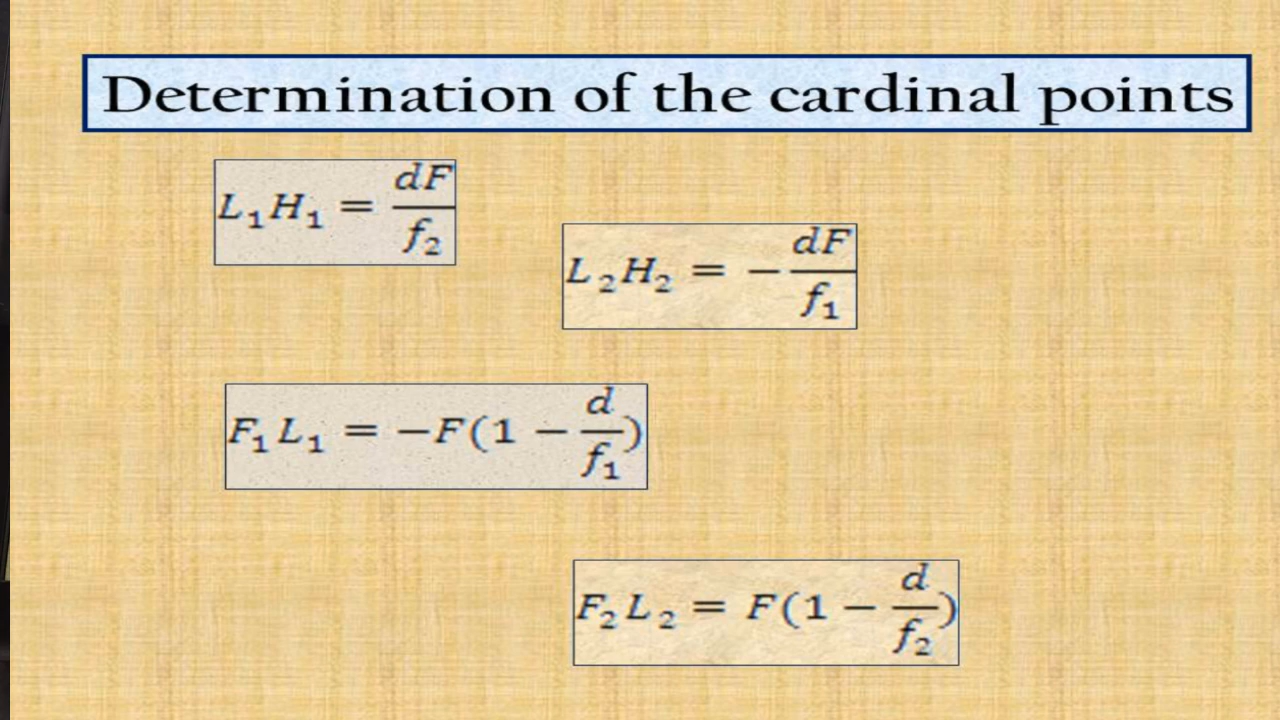 Determination of the cardinal points
L₁H₁ = dF/f₂
L₂H₂ = −dF/f₁
F₁L₁ = −F(1 − d/f₁)
F₂L₂ = F(1 − d/f₂)